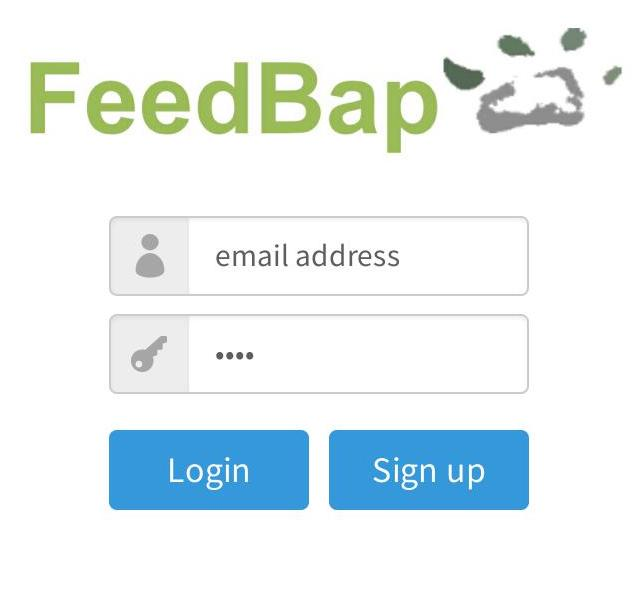 FeedBap
email address
••••
Login
Sign up